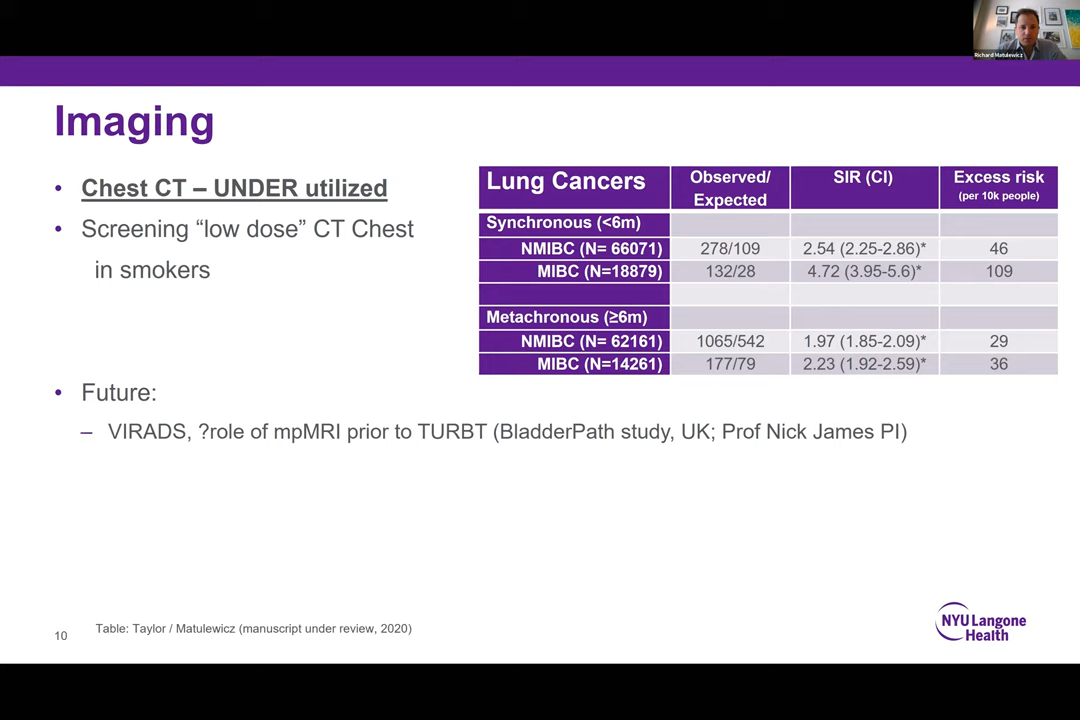 Richard Matulewicz
Imaging
• Chest CT – UNDER utilized
• Screening “low dose” CT Chest
in smokers
Lung Cancers Observed/ Expected SIR (CI) Excess risk (per 10k people)
Synchronous (<6m)
NMIBC (N= 66071) 278/109 2.54 (2.25-2.86)* 46
MIBC (N=18879) 132/28 4.72 (3.95-5.6)* 109
Metachronous (≥6m)
NMIBC (N= 62161) 1065/542 1.97 (1.85-2.09)* 29
MIBC (N=14261) 177/79 2.23 (1.92-2.59)* 36
• Future:
– VIRADS, ?role of mpMRI prior to TURBT (BladderPath study, UK; Prof Nick James PI)
10
Table: Taylor / Matulewicz (manuscript under review, 2020)
NYU Langone
Health